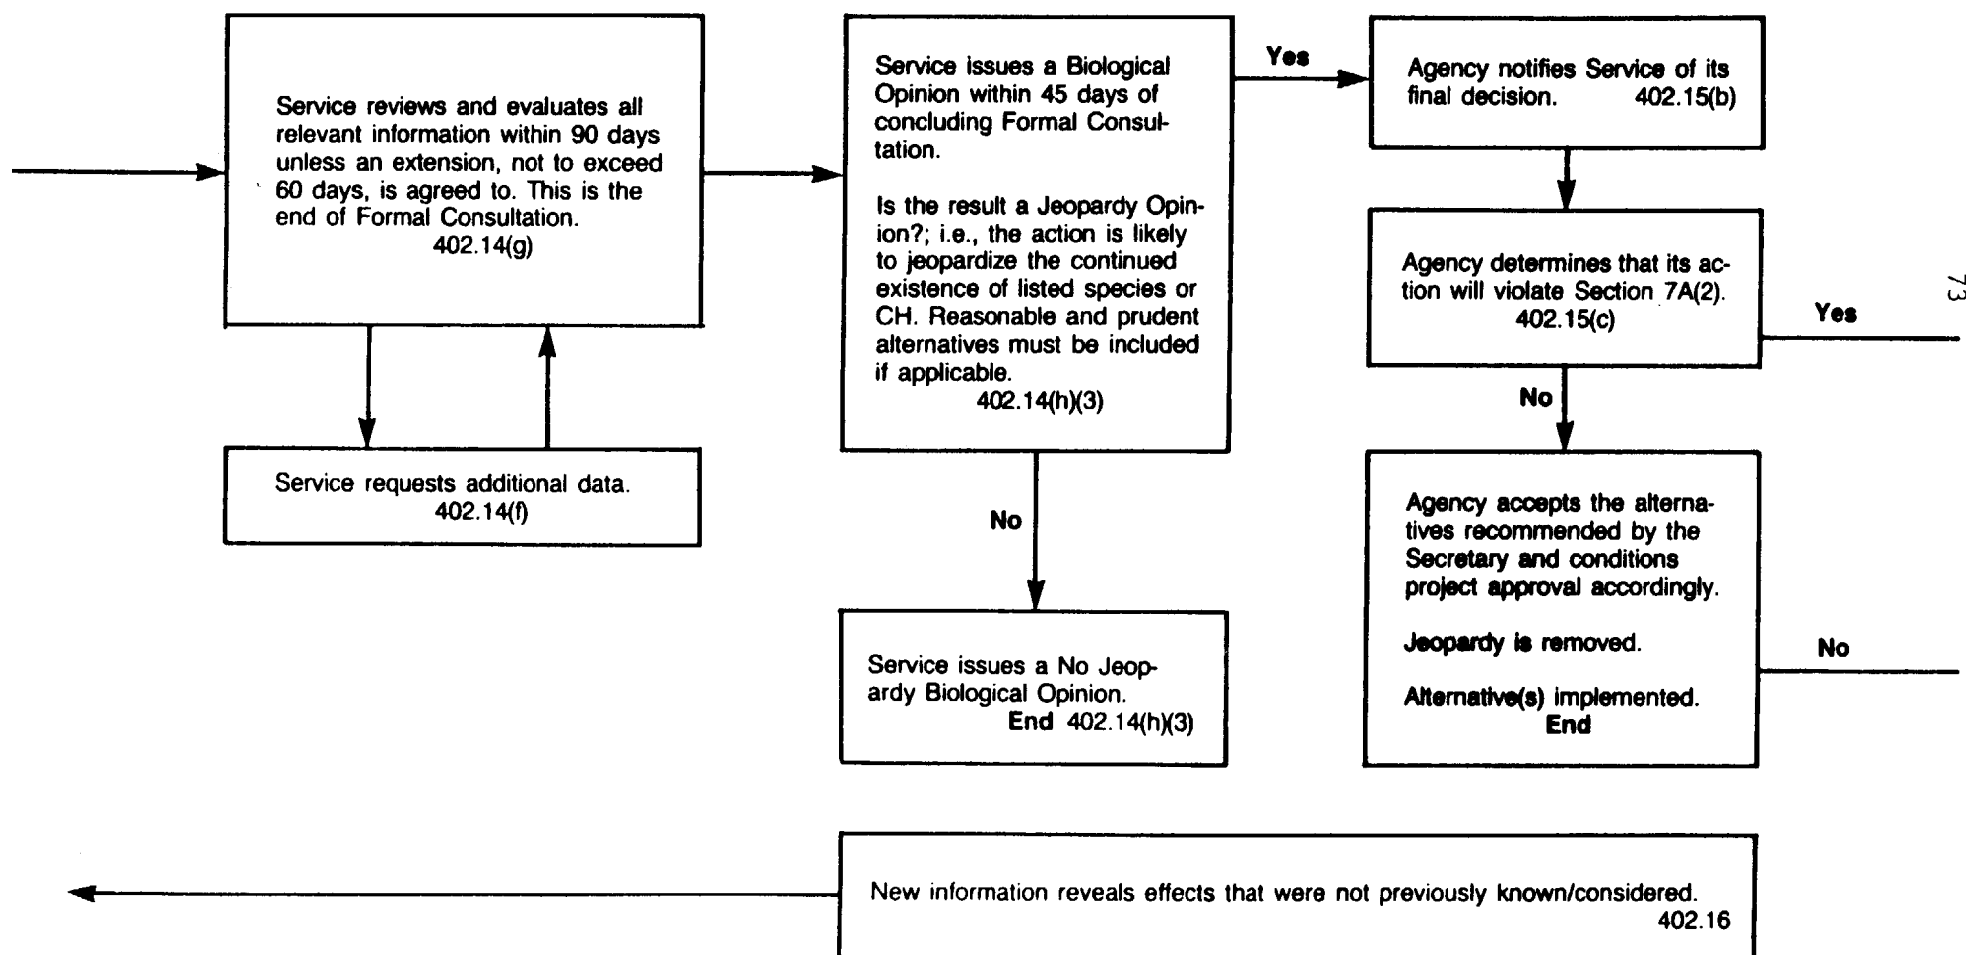 Service reviews and evaluates all
relevant information within 90 days
unless an extension, not to exceed
60 days, is agreed to. This is the
end of Formal Consultation.
402.14(g)
Service requests additional data.
402.14(f)
Service issues a Biological
Opinion within 45 days of
concluding Formal Consul-
tation.
Is the result a Jeopardy Opin-
ion?; i.e., the action is likely
to jeopardize the continued
existence of listed species or
CH. Reasonable and prudent
alternatives must be included
if applicable.
402.14(h)(3)
No
Service issues a No Jeop-
ardy Biological Opinion.
End 402.14(h)(3)
Yes
Agency notifies Service of its
final decision. 402.15(b)
Agency determines that its ac-
tion will violate Section 7A(2).
402.15(c)
Yes
No
Agency accepts the alterna-
tives recommended by the
Secretary and conditions
project approval accordingly.
Jeopardy is removed.
Alternative(s) implemented.
End
No
New information reveals effects that were not previously known/considered.
402.16
73